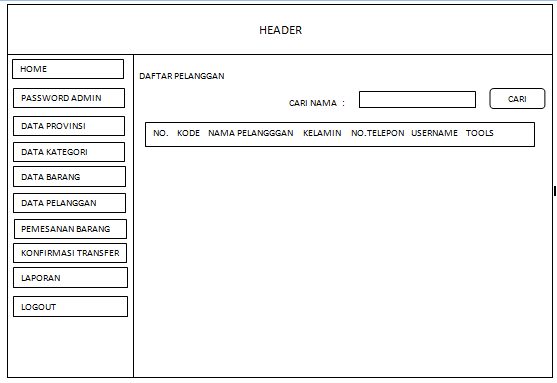 HEADER
HOME
PASSWORD ADMIN
DATA PROVINSI
DATA KATEGORI
DATA BARANG
DATA PELANGGAN
PEMESANAN BARANG
KONFIRMASI TRANSFER
LAPORAN
LOGOUT
DAFTAR PELANGGAN
CARI NAMA :
CARI
NO. KODE NAMA PELANGGGAN KELAMIN NO.TELEPON USERNAME TOOLS